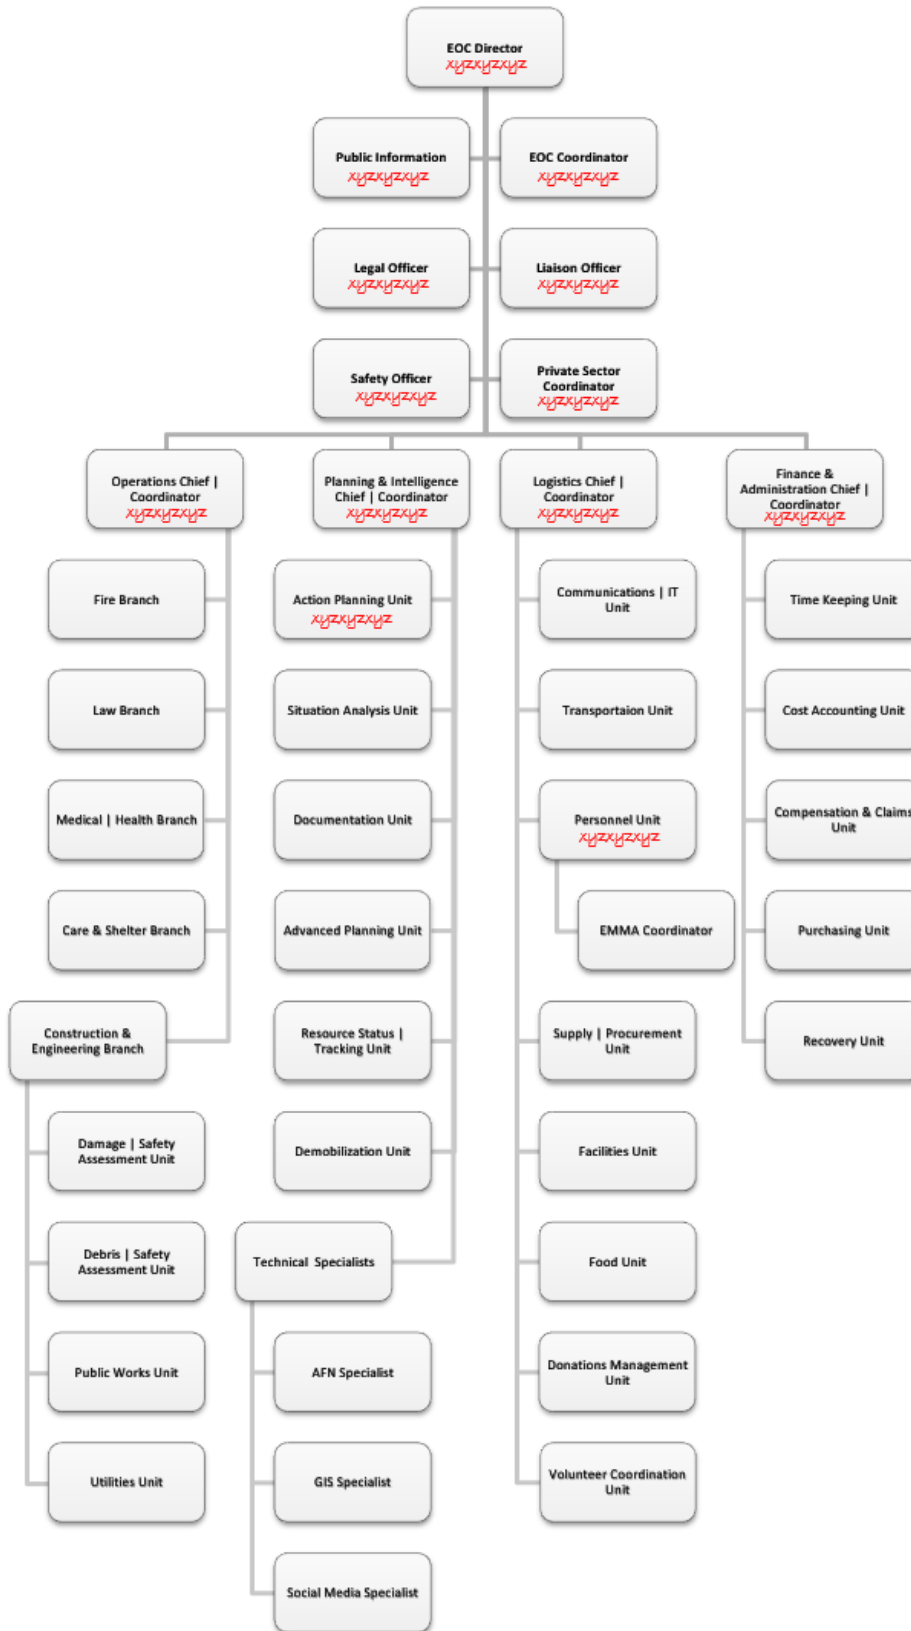 EOC Director
xyzxyzxyz
Public Information
xyzxyzxyz
EOC Coordinator
xyzxyzxyz
Legal Officer
xyzxyzxyz
Liaison Officer
xyzxyzxyz
Safety Officer
xyzxyzxyz
Private Sector
Coordinator
xyzxyzxyz
Operations Chief |
Coordinator
xyzxyzxyz
Planning & Intelligence
Chief | Coordinator
xyzxyzxyz
Logistics Chief |
Coordinator
xyzxyzxyz
Finance &
Administration Chief |
Coordinator
xyzxyzxyz
Fire Branch
Law Branch
Medical | Health Branch
Care & Shelter Branch
Construction &
Engineering Branch
Damage | Safety
Assessment Unit
Debris | Safety
Assessment Unit
Public Works Unit
Utilities Unit
Action Planning Unit
xyzxyzxyz
Situation Analysis Unit
Documentation Unit
Advanced Planning Unit
Resource Status |
Tracking Unit
Demobilization Unit
Technical Specialists
AFN Specialist
GIS Specialist
Social Media Specialist
Communications | IT
Unit
Transportaion Unit
Personnel Unit
xyzxyzxyz
EMMA Coordinator
Supply | Procurement
Unit
Facilities Unit
Food Unit
Donations Management
Unit
Volunteer Coordination
Unit
Time Keeping Unit
Cost Accounting Unit
Compensation & Claims
Unit
Purchasing Unit
Recovery Unit